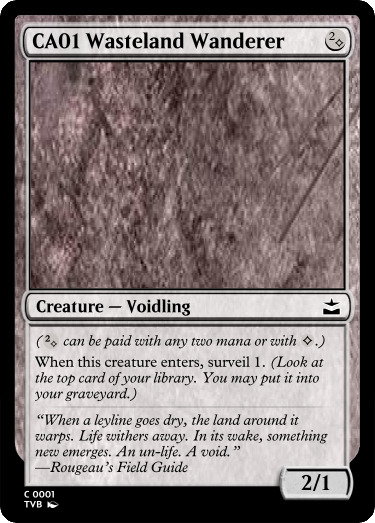 CA01 Wasteland Wanderer 2
Creature — Voidling
(2 can be paid with any two mana or with .)
When this creature enters, surveil 1. (Look at
the top card of your library. You may put it into
your graveyard.)
“When a leyline goes dry, the land around it
warps. Life withers away. In its wake, something
new emerges. An un-life. A void.”
—Rougeau’s Field Guide
2/1
C 0001
TVB